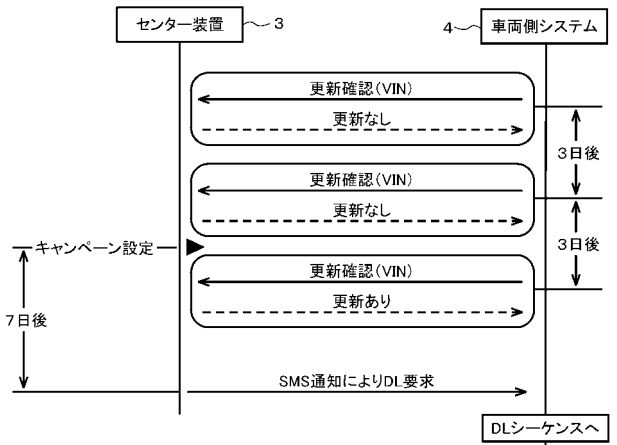 センター装置
3
4
車両側システム
更新確認(VIN)
更新なし
3日後
更新確認(VIN)
更新なし
キャンペーン設定
3日後
更新確認(VIN)
更新あり
7日後
SMS通知によりDL要求
DLシーケンスへ